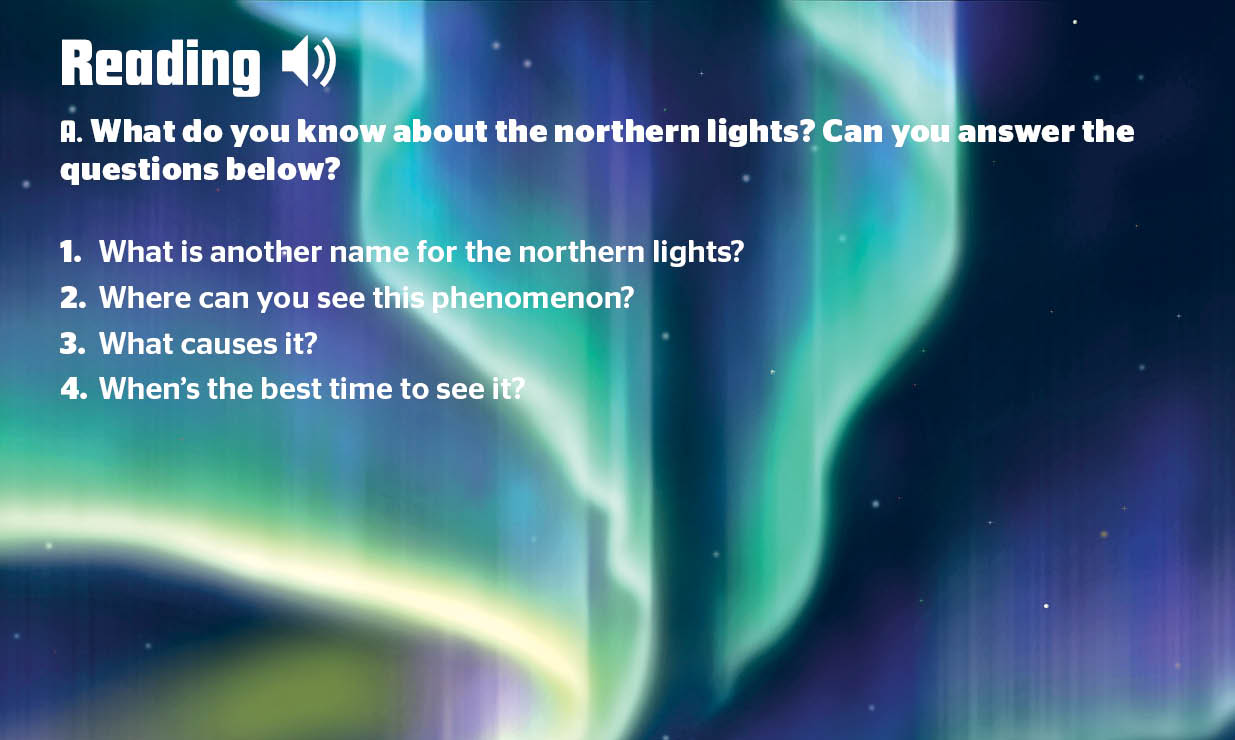 Reading
A. What do you know about the northern lights? Can you answer the
questions below?
1. What is another name for the northern lights?
2. Where can you see this phenomenon?
3. What causes it?
4. When’s the best time to see it?